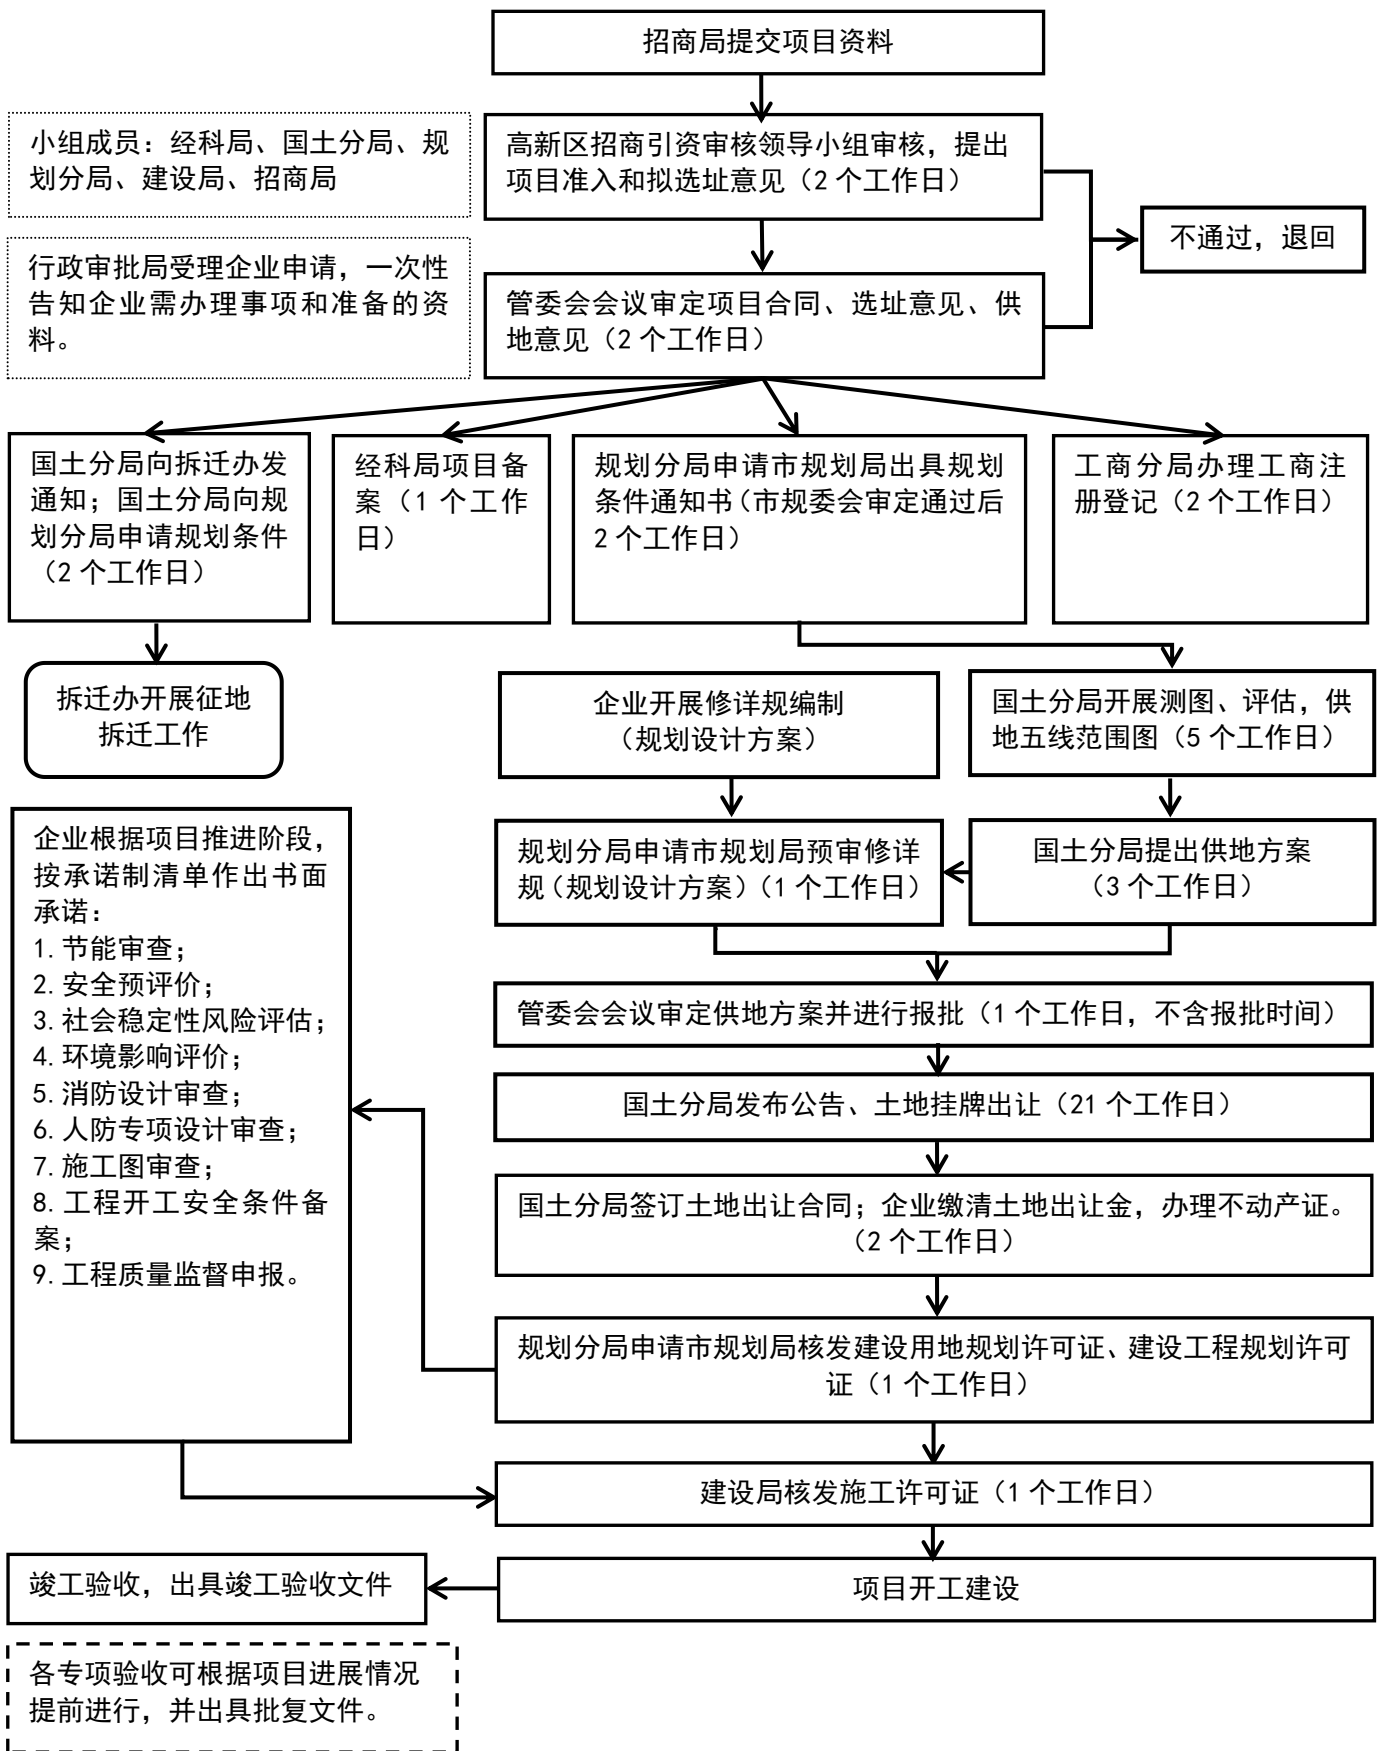 招商局提交项目资料
小组成员：经科局、国土分局、规
划分局、建设局、招商局
高新区招商引资审核领导小组审核，提出
项目准入和拟选址意见（2 个工作日）
不通过，退回
行政审批局受理企业申请，一次性
告知企业需办理事项和准备的资
料。
管委会会议审定项目合同、选址意见、供
地意见（2 个工作日）
国土分局向拆迁办发
通知；国土分局向规
划分局申请规划条件
（2 个工作日）
经科局项目备
案（1 个工作
日）
规划分局申请市规划局出具规划
条件通知书（市规委会审定通过后
2 个工作日）
工商分局办理工商注
册登记（2 个工作日）
拆迁办开展征地
拆迁工作
企业开展修详规编制
（规划设计方案）
国土分局开展测图、评估，供
地五线范围图（5 个工作日）
规划分局申请市规划局预审修详
规（规划设计方案）（1 个工作日）
国土分局提出供地方案
（3 个工作日）
企业根据项目推进阶段，
按承诺制清单作出书面
承诺：
1. 节能审查；
2. 安全预评价；
3. 社会稳定性风险评估；
4. 环境影响评价；
5. 消防设计审查；
6. 人防专项设计审查；
7. 施工图审查；
8. 工程开工安全条件备
案；
9. 工程质量监督申报。
管委会会议审定供地方案并进行报批（1 个工作日，不含报批时间）
国土分局发布公告、土地挂牌出让（21 个工作日）
国土分局签订土地出让合同；企业缴清土地出让金，办理不动产证。
（2 个工作日）
规划分局申请市规划局核发建设用地规划许可证、建设工程规划许可
证（1 个工作日）
建设局核发施工许可证（1 个工作日）
竣工验收，出具竣工验收文件
项目开工建设
各专项验收可根据项目进展情况
提前进行，并出具批复文件。